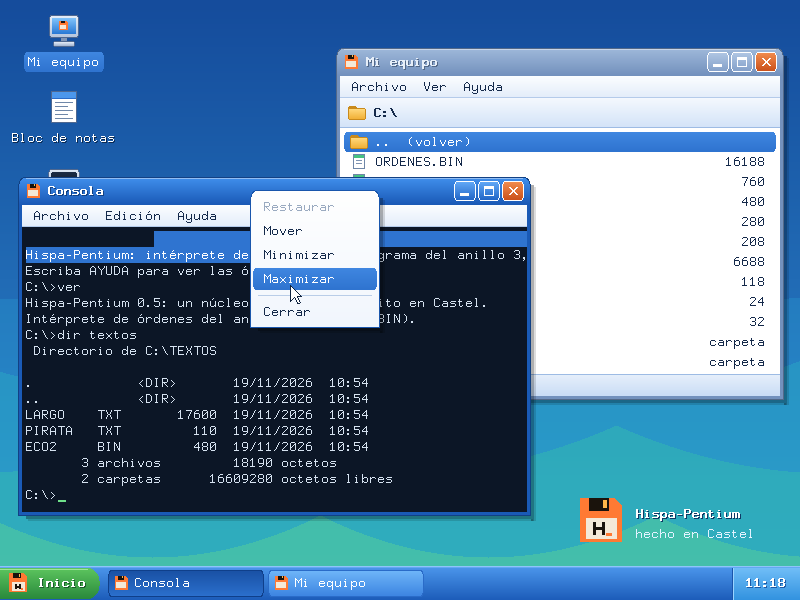 Mi equipo
Bloc de notas
Mi equipo
Archivo Ver Ayuda
C:\
.. (volver)
ORDENES.BIN 16188
760
480
280
208
6688
118
24
32
carpeta
carpeta
Consola
Archivo Edición Ayuda
Hispa-Pentium: intérprete de grama del anillo 3,
Escriba AYUDA para ver las ó
C:\>ver
Hispa-Pentium 0.5: un núcleo ito en Castel.
Intérprete de órdenes del an BIN).
C:\>dir textos
Directorio de C:\TEXTOS
. <DIR> 19/11/2026 10:54
.. <DIR> 19/11/2026 10:54
LARGO TXT 17600 19/11/2026 10:54
PIRATA TXT 110 19/11/2026 10:54
ECO2 BIN 480 19/11/2026 10:54
3 archivos 18190 octetos
2 carpetas 16609280 octetos libres
C:\>_
Restaurar
Mover
Minimizar
Maximizar
Cerrar
H_
Hispa-Pentium
hecho en Castel
Inicio
Consola
Mi equipo
11:18